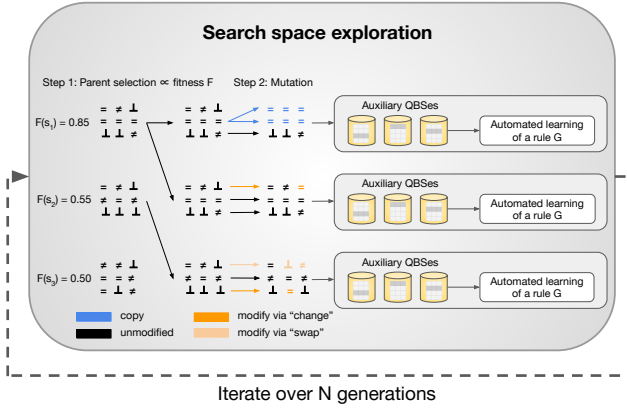 Search space exploration
Step 1: Parent selection ∝ fitness F
Step 2: Mutation
F(s₁) = 0.85
= ≠ ⊥
= = =
⊥ ⊥ ≠
= ≠ ⊥
= = =
⊥ ⊥ ≠
= = =
= = =
⊥ ⊥ ≠
Auxiliary QBSes
Automated learning
of a rule G
F(s₂) = 0.55
≠ ≠ ⊥
≠ = ≠
⊥ ⊥ ⊥
= ≠ ⊥
= = =
⊥ ⊥ ≠
= ≠ =
= = =
⊥ ⊥ ≠
Auxiliary QBSes
Automated learning
of a rule G
F(s₃) = 0.50
≠ ≠ ⊥
= = ≠
= ⊥ ≠
≠ ≠ ⊥
≠ = ≠
⊥ ⊥ ⊥
= ⊥ ≠
≠ = ≠
⊥ = ⊥
Auxiliary QBSes
Automated learning
of a rule G
copy
modify via “change”
unmodified
modify via “swap”
Iterate over N generations